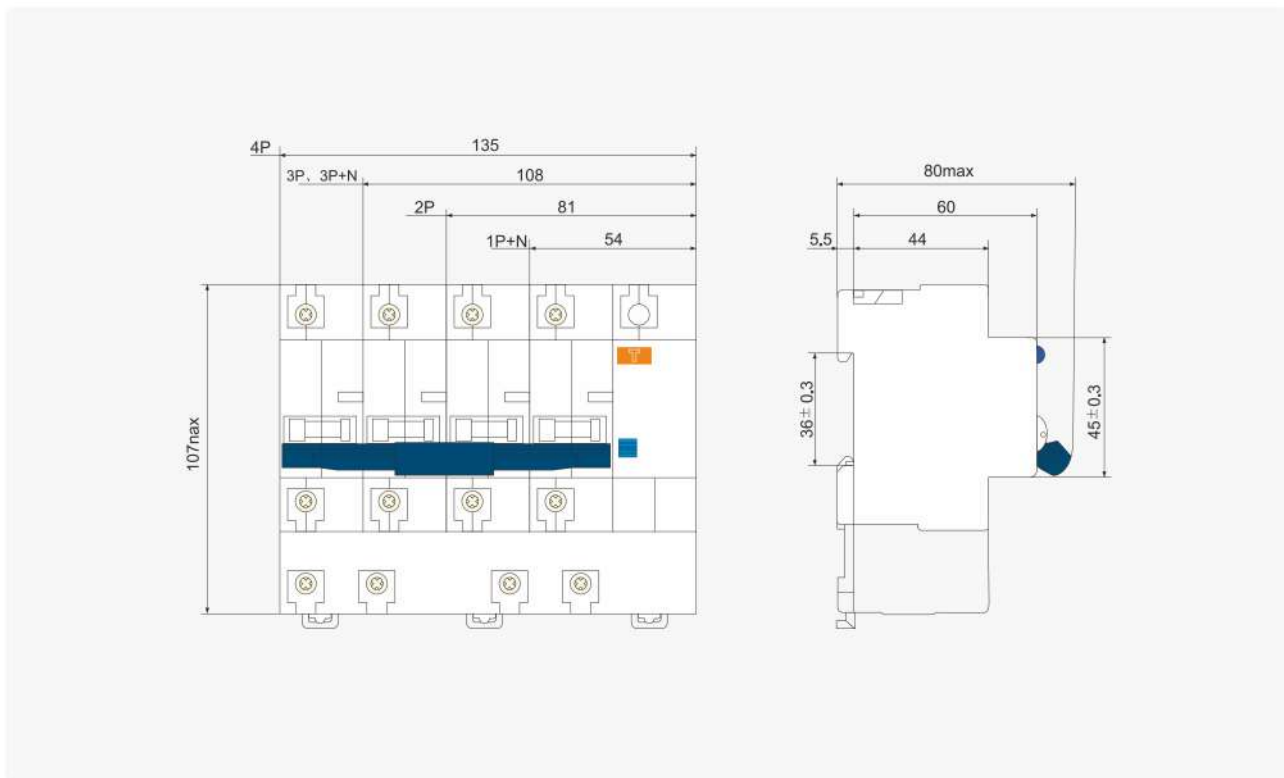 4P 135
3P、3P+N 108
2P 81
1P+N 54
107nax
T
80max
60
5.5 44
36±0.3
45±0.3